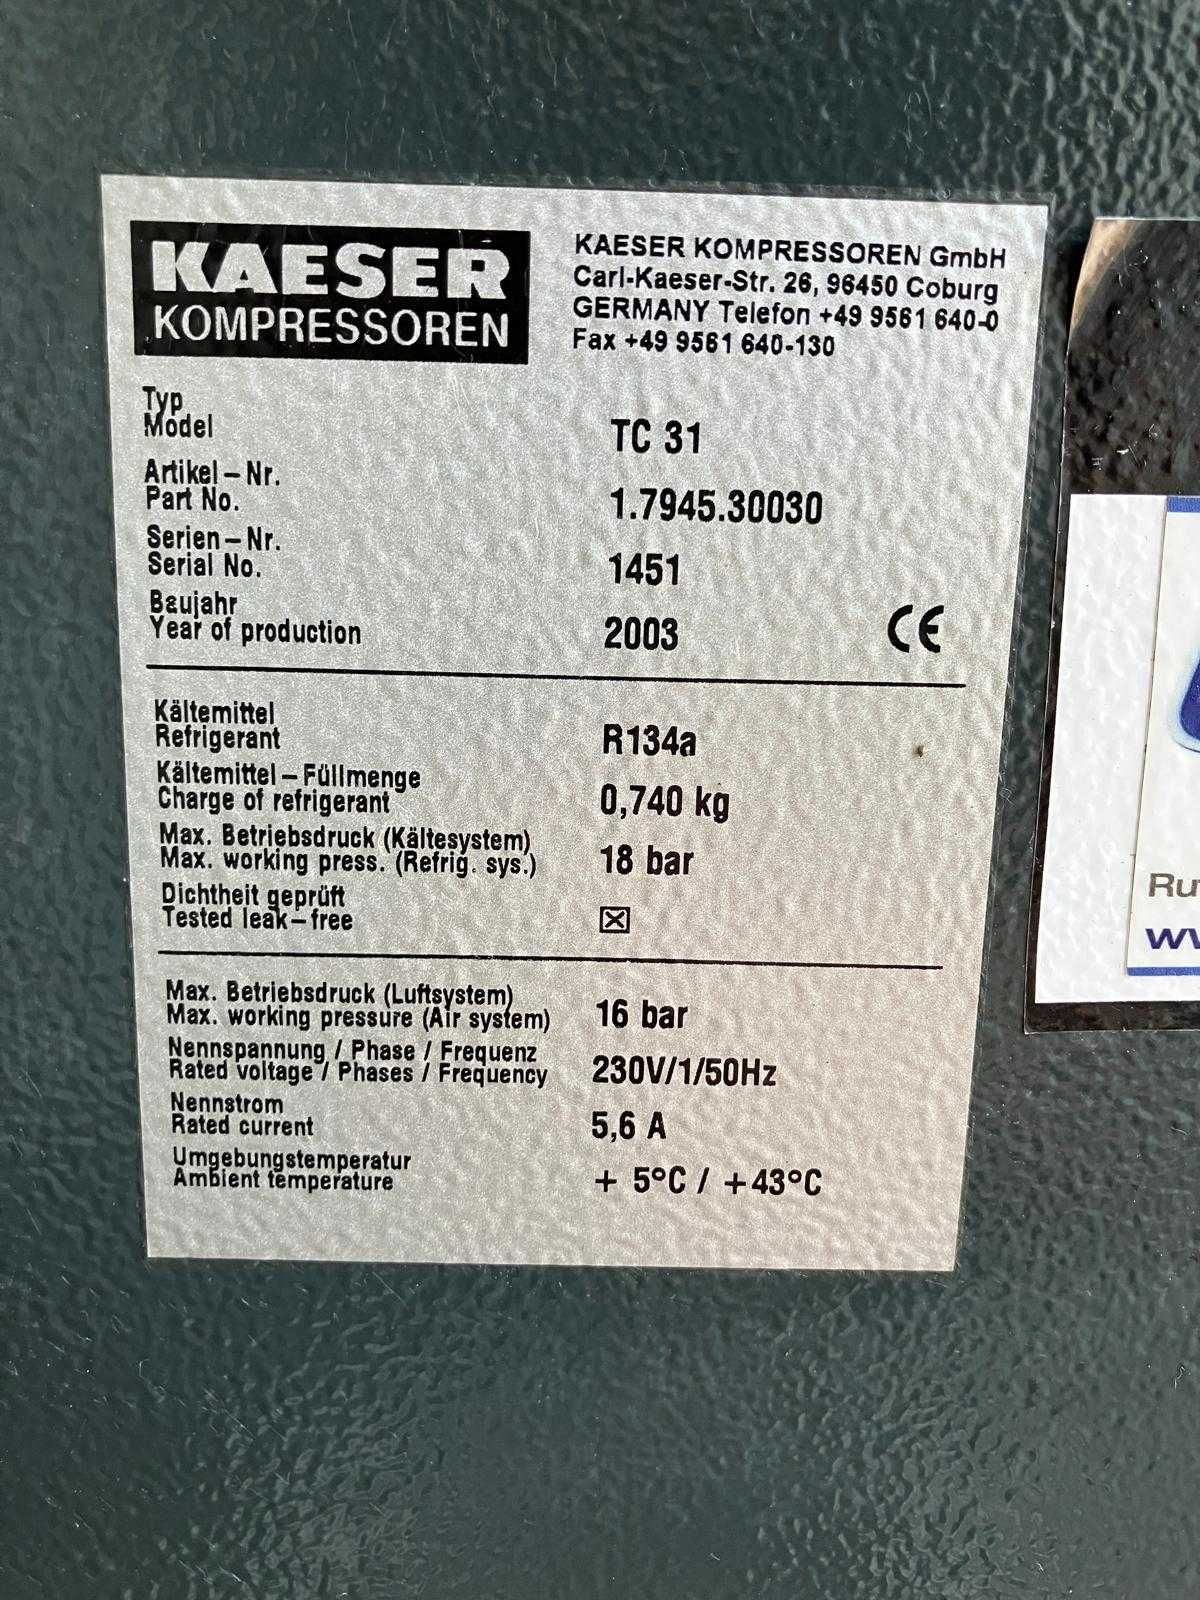 KAESER
KOMPRESSOREN
KAESER KOMPRESSOREN GmbH
Carl-Kaeser-Str. 26, 96450 Coburg
GERMANY Telefon +49 9561 640-0
Fax +49 9561 640-130
Typ
Model TC 31
Artikel-Nr.
Part No. 1.7945.30030
Serien-Nr.
Serial No. 1451
Baujahr
Year of production 2003 CE
Kältemittel
Refrigerant R134a
Kältemittel-Füllmenge
Charge of refrigerant 0,740 kg
Max. Betriebsdruck (Kältesystem)
Max. working press. (Refrig. sys.) 18 bar
Dichtheit geprüft
Tested leak-free ☒
Max. Betriebsdruck (Luftsystem)
Max. working pressure (Air system) 16 bar
Nennspannung / Phase / Frequenz
Rated voltage / Phases / Frequency 230V/1/50Hz
Nennstrom
Rated current 5,6 A
Umgebungstemperatur
Ambient temperature + 5°C / +43°C